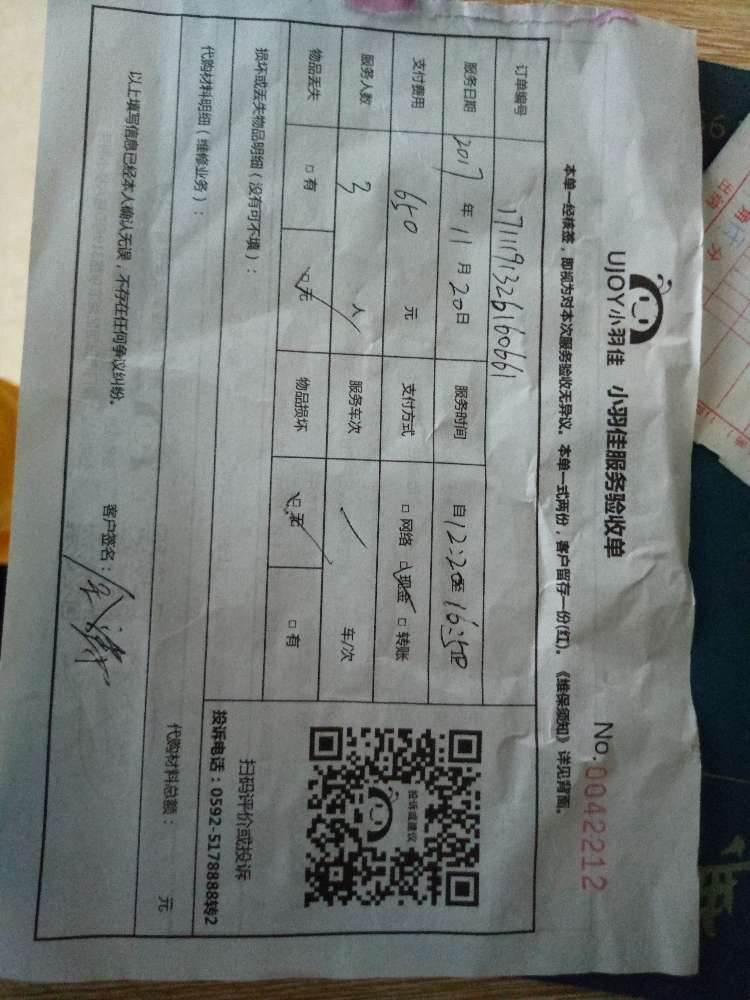 UJOY小羽佳 小羽佳服务验收单
No.0042212
本单一经核签，即视为对本次服务验收无异议。本单一式两份，客户留存一份(红)。《维保须知》详见背面。
订单编号 1711191326160661
服务日期 2017 年 11 月 20 日 服务时间 自 12:20 至
支付费用 650 元 支付方式 □ 网络 □ 现金 □ 转账
服务人数 3 人 服务车次 / 车/次
物品丢失 □ 有 □ 无 物品损坏 □ 无 □ 有
投诉或建议
扫码评价或投诉
投诉电话：0592-5178888转2
损坏或丢失物品明细（没有可不填）：
代购材料明细（维修业务）： 代购材料总额： 元
以上填写信息已经本人确认无误，不存在任何争议纠纷。
客户签名：